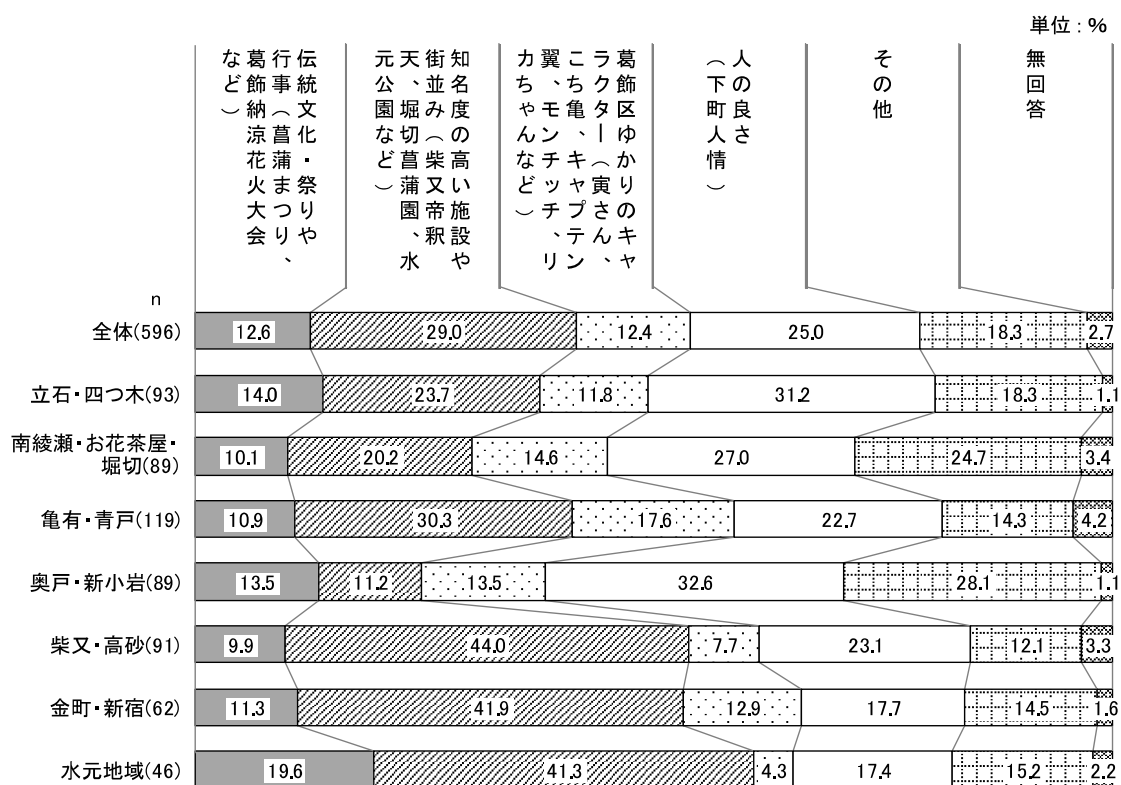 単位：％
伝統文化・祭りや
行事（菖蒲まつり、
葛飾納涼花火大会
など）
知名度の高い施設や
街並み（柴又帝釈
天、堀切菖蒲園、水
元公園など）
葛飾区ゆかりのキャ
ラクター（寅さん、
こち亀、キャプテン
翼、モンチッチ、リ
カちゃんなど）
人の良さ
（下町人情）
その他
無回答
n
全体(596) 12.6 29.0 12.4 25.0 18.3 2.7
立石・四つ木(93) 14.0 23.7 11.8 31.2 18.3 1.1
南綾瀬・お花茶屋・
堀切(89) 10.1 20.2 14.6 27.0 24.7 3.4
亀有・青戸(119) 10.9 30.3 17.6 22.7 14.3 4.2
奥戸・新小岩(89) 13.5 11.2 13.5 32.6 28.1 1.1
柴又・高砂(91) 9.9 44.0 7.7 23.1 12.1 3.3
金町・新宿(62) 11.3 41.9 12.9 17.7 14.5 1.6
水元地域(46) 19.6 41.3 4.3 17.4 15.2 2.2